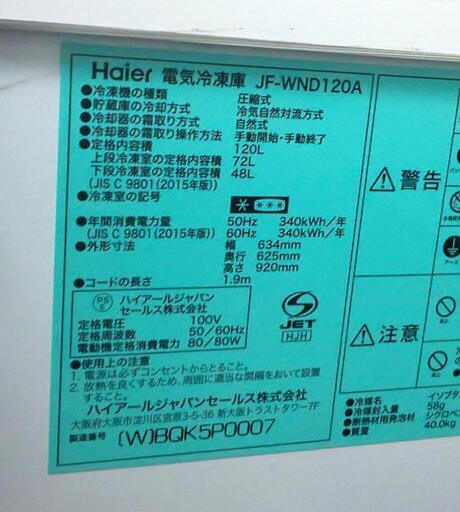 Haier 電気冷凍庫 JF-WND120A
●冷凍機の種類 圧縮式
●貯蔵庫の冷却方式 冷気自然対流方式
●冷却器の霜取り方式 自然式
●冷却器の霜取り操作方法 手動開始・手動終了
●定格内容積 120L
上段冷凍室の定格内容積 72L
下段冷凍室の定格内容積 48L
(JIS C 9801(2015年版))
●冷凍室の記号
●年間消費電力量 50Hz 340kWh/年
(JIS C 9801(2015年版)) 60Hz 340kWh/年
●外形寸法 幅 634mm
奥行 625mm
高さ 920mm
●コードの長さ 1.9m
PS
E
ハイアールジャパン
セールス株式会社
定格電圧 100V
定格周波数 50/60Hz
電動機定格消費電力 80/80W
S
JET
HJH
●使用上の注意
1. 電源は必ずコンセントからとること。
2. 放熱を良くするため、周囲に適当な間隔をおいて設置
すること。
ハイアールジャパンセールス株式会社
大阪府大阪市淀川区宮原3-5-36 新大阪トラストタワー7F
製造番号 (W)BQK5P0007
警告
注意
アース
●冷媒名 イソブタ
●冷媒封入量 58g
●断熱材用発泡材 シクロペ
●質量 40.0kg